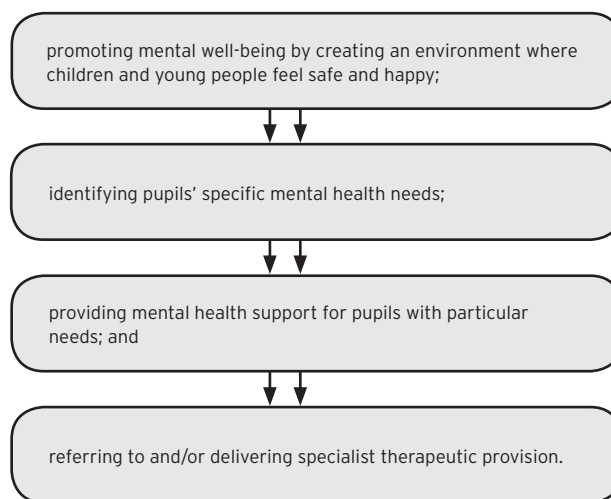 promoting mental well-being by creating an environment where
children and young people feel safe and happy;
identifying pupils’ specific mental health needs;
providing mental health support for pupils with particular
needs; and
referring to and/or delivering specialist therapeutic provision.